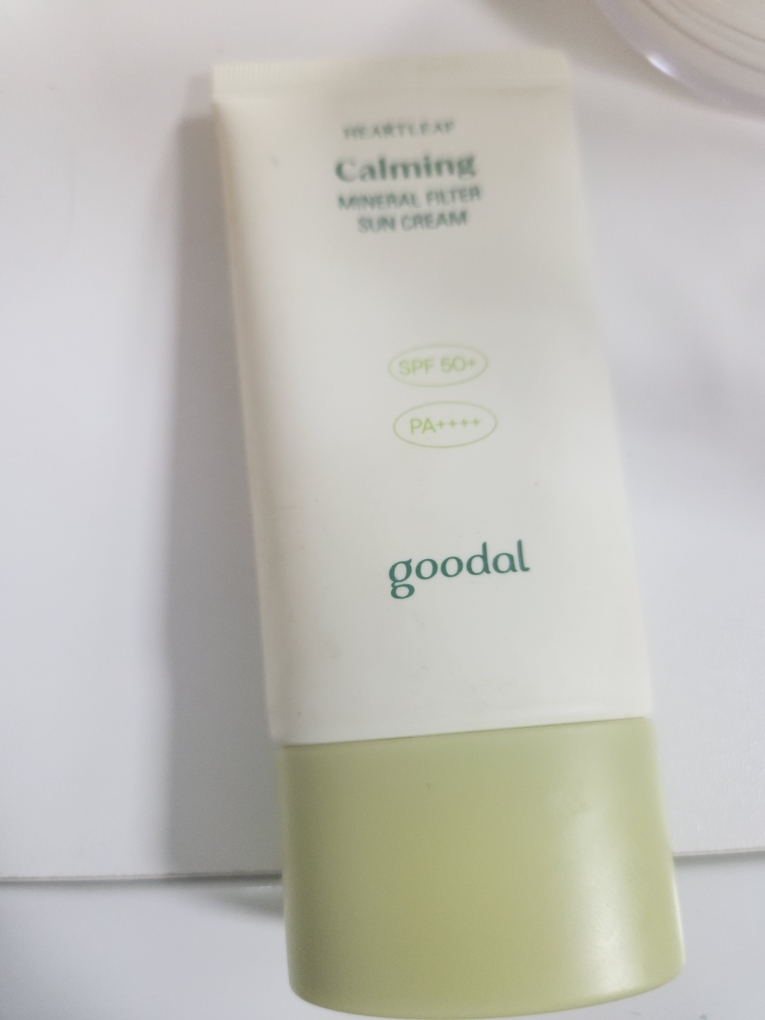 HEARTLEAF
Calming
MINERAL FILTER
SUN CREAM
SPF 50+
PA++++
goodal